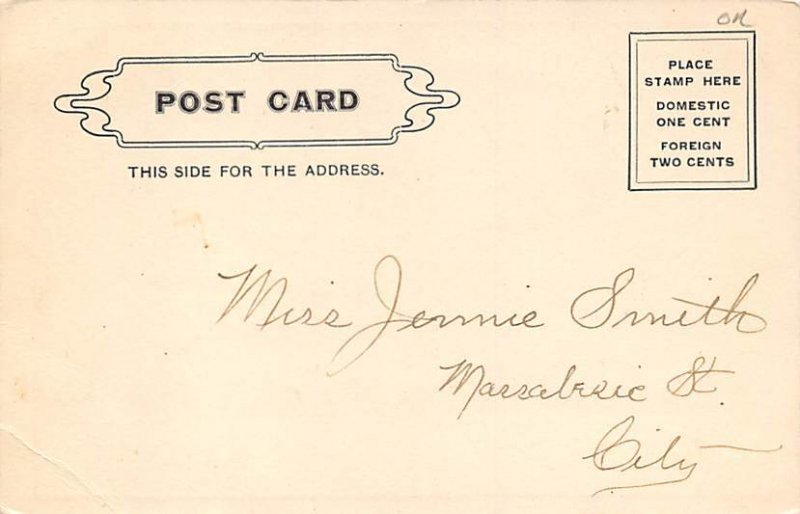 OR
POST CARD
THIS SIDE FOR THE ADDRESS.
PLACE
STAMP HERE
DOMESTIC
ONE CENT
FOREIGN
TWO CENTS
Miss Jennie Smith
Massabesic St.
City